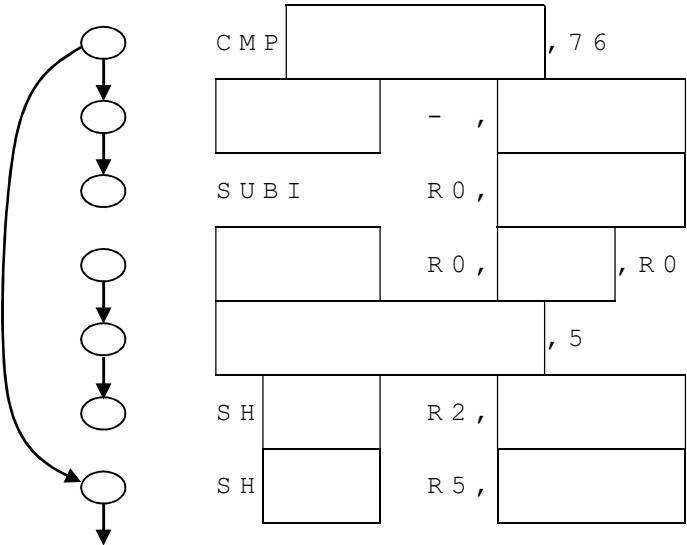 CMP ,76
- ,
SUBI R0,
R0, ,R0
,5
SH R2,
SH R5,